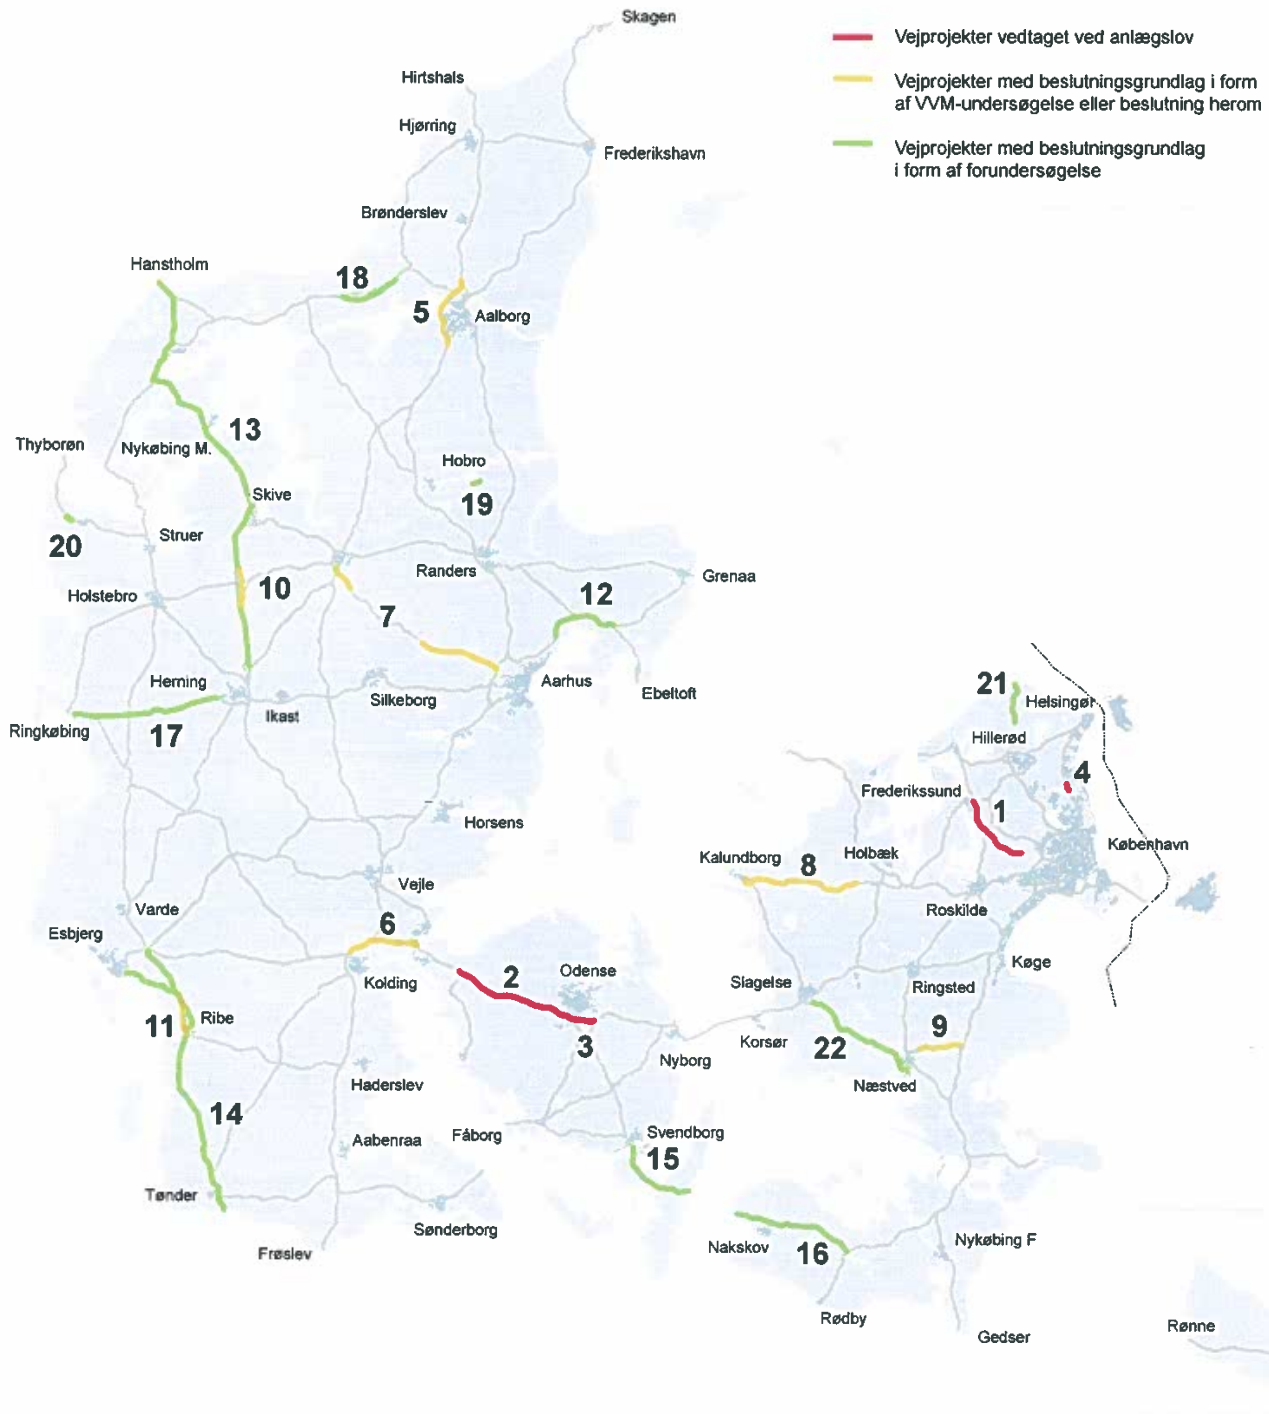 Skagen
Vejprojekter vedtaget ved anlægslov
Vejprojekter med beslutningsgrundlag i form
af VVM-undersøgelse eller beslutning herom
Vejprojekter med beslutningsgrundlag
i form af forundersøgelse
Hirtshals
Hjørring
Frederikshavn
Brønderslev
Hanstholm
18
5
Aalborg
13
Thyborøn
Nykøbing M.
Hobro
Skive
19
Struer
20
Randers
Grenaa
10
12
Holstebro
7
Herning
Aarhus
Silkeborg
Ebeltoft
21
Helsingør
Ikast
Ringkøbing
17
Hillerød
4
Frederikssund
1
Horsens
København
Holbæk
Kalundborg
8
Vejle
Varde
Roskilde
Esbjerg
6
Køge
Odense
2
Kolding
Slagelse
Ringsted
Ribe
11
9
Korsør
22
3
Nyborg
Haderslev
Næstved
14
Svendborg
Fåborg
Aabenraa
15
Tønder
Sønderborg
Nykøbing F
Nakskov
16
Frøslev
Rødby
Rønne
Gedser